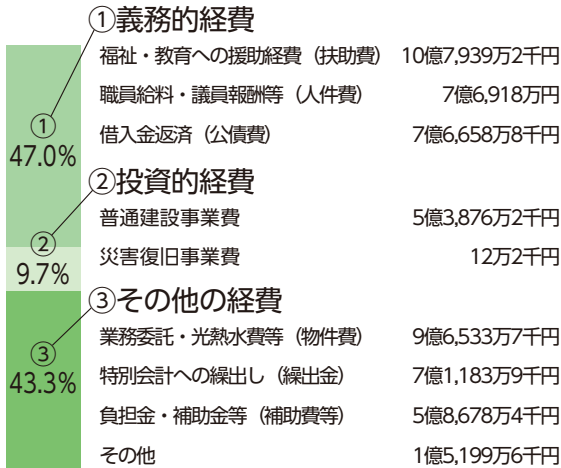 ①義務的経費
福祉・教育への援助経費（扶助費） 10億7,939万2千円
職員給料・議員報酬等（人件費） 7億6,918万円
借入金返済（公債費） 7億6,658万8千円
①
47.0%
②投資的経費
普通建設事業費 5億3,876万2千円
災害復旧事業費 12万2千円
②
9.7%
③その他の経費
業務委託・光熱水費等（物件費） 9億6,533万7千円
特別会計への繰出し（繰出金） 7億1,183万9千円
負担金・補助金等（補助費等） 5億8,678万4千円
その他 1億5,199万6千円
③
43.3%